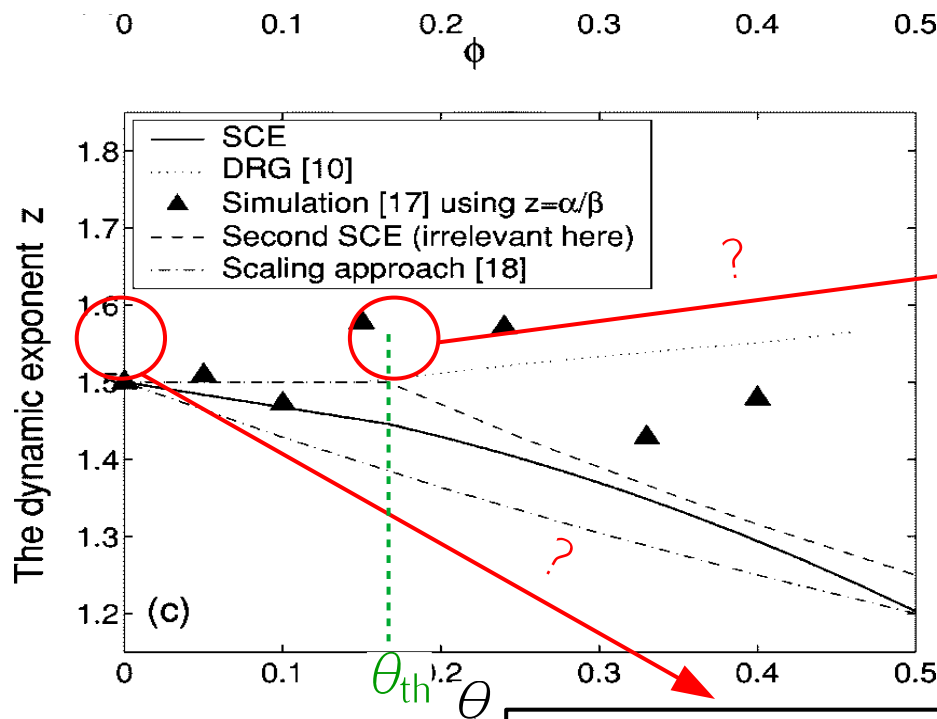 0 0.1 0.2 0.3 0.4 0.5
ϕ
SCE
DRG [10]
Simulation [17] using z=α/β
Second SCE (irrelevant here)
Scaling approach [18]
1.8
1.7
1.6
1.5
1.4
1.3
1.2
The dynamic exponent z
?
?
(c)
0 0.1 0.2 0.3 0.4 0.5
θth
θ